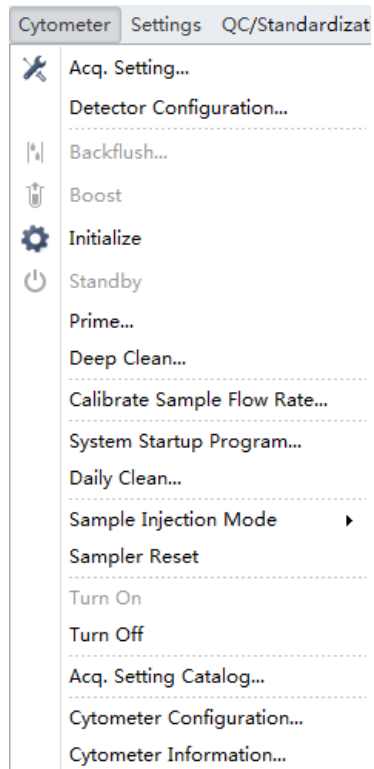 Cytometer Settings QC/Standardizati
Acq. Setting...
Detector Configuration...
Backflush...
Boost
Initialize
Standby
Prime...
Deep Clean...
Calibrate Sample Flow Rate...
System Startup Program...
Daily Clean...
Sample Injection Mode
Sampler Reset
Turn On
Turn Off
Acq. Setting Catalog...
Cytometer Configuration...
Cytometer Information...